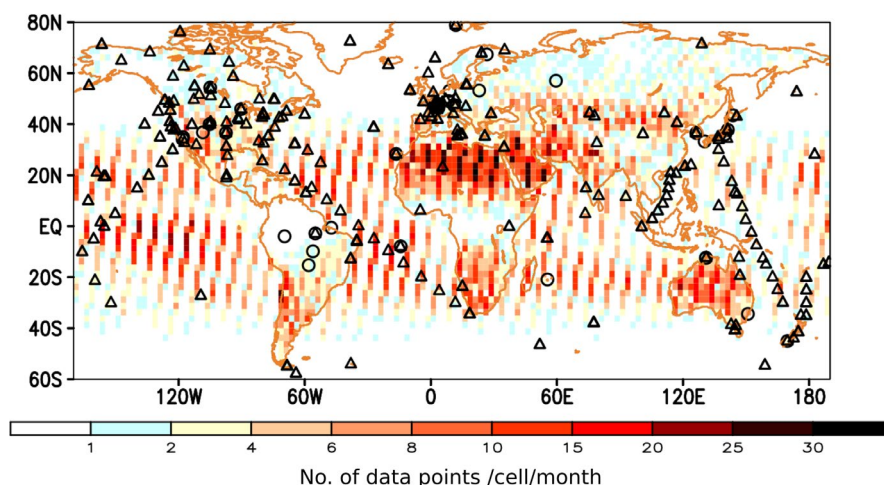 80N
60N
40N
20N
EQ
20S
40S
60S
120W 60W 0 60E 120E 180
1 2 4 6 8 10 15 20 25 30
No. of data points /cell/month